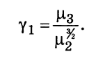 γ₁ = μ₃ / μ₂^{3/2}.